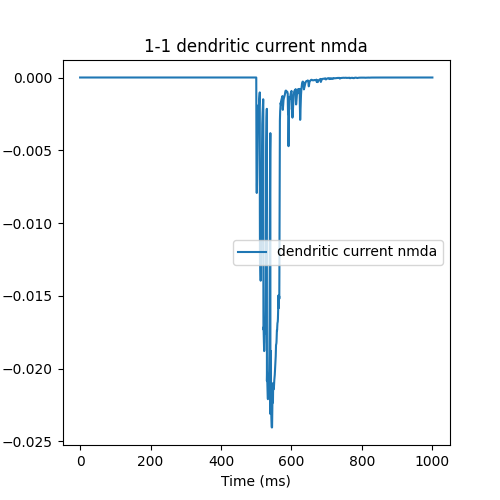 1-1 dendritic current nmda
0.000
−0.005
−0.010
dendritic current nmda
−0.015
−0.020
−0.025
0 200 400 600 800 1000
Time (ms)